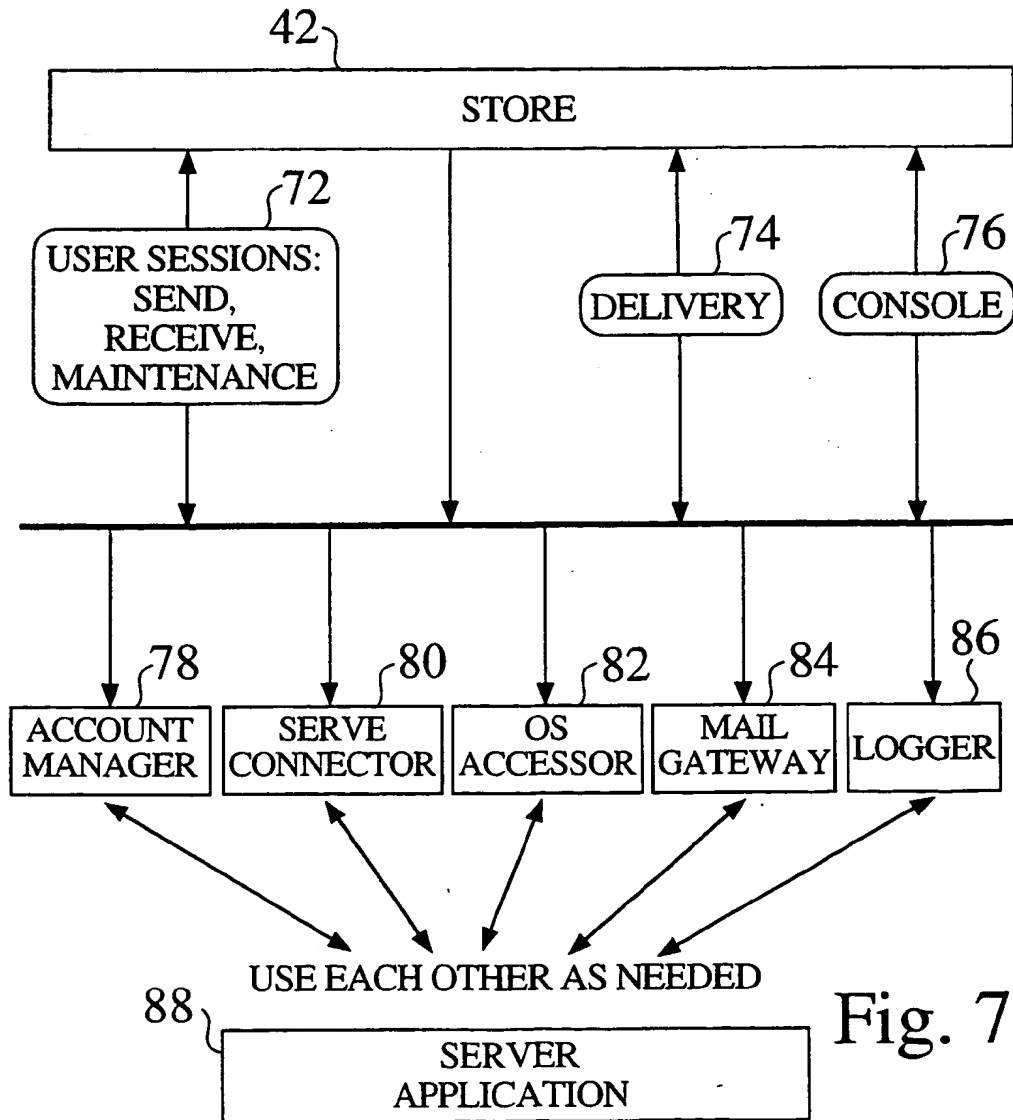 42
STORE
72
USER SESSIONS:
SEND,
RECEIVE,
MAINTENANCE
74
DELIVERY
76
CONSOLE
78
ACCOUNT
MANAGER
80
SERVE
CONNECTOR
82
OS
ACCESSOR
84
MAIL
GATEWAY
86
LOGGER
USE EACH OTHER AS NEEDED
88
SERVER
APPLICATION
Fig. 7